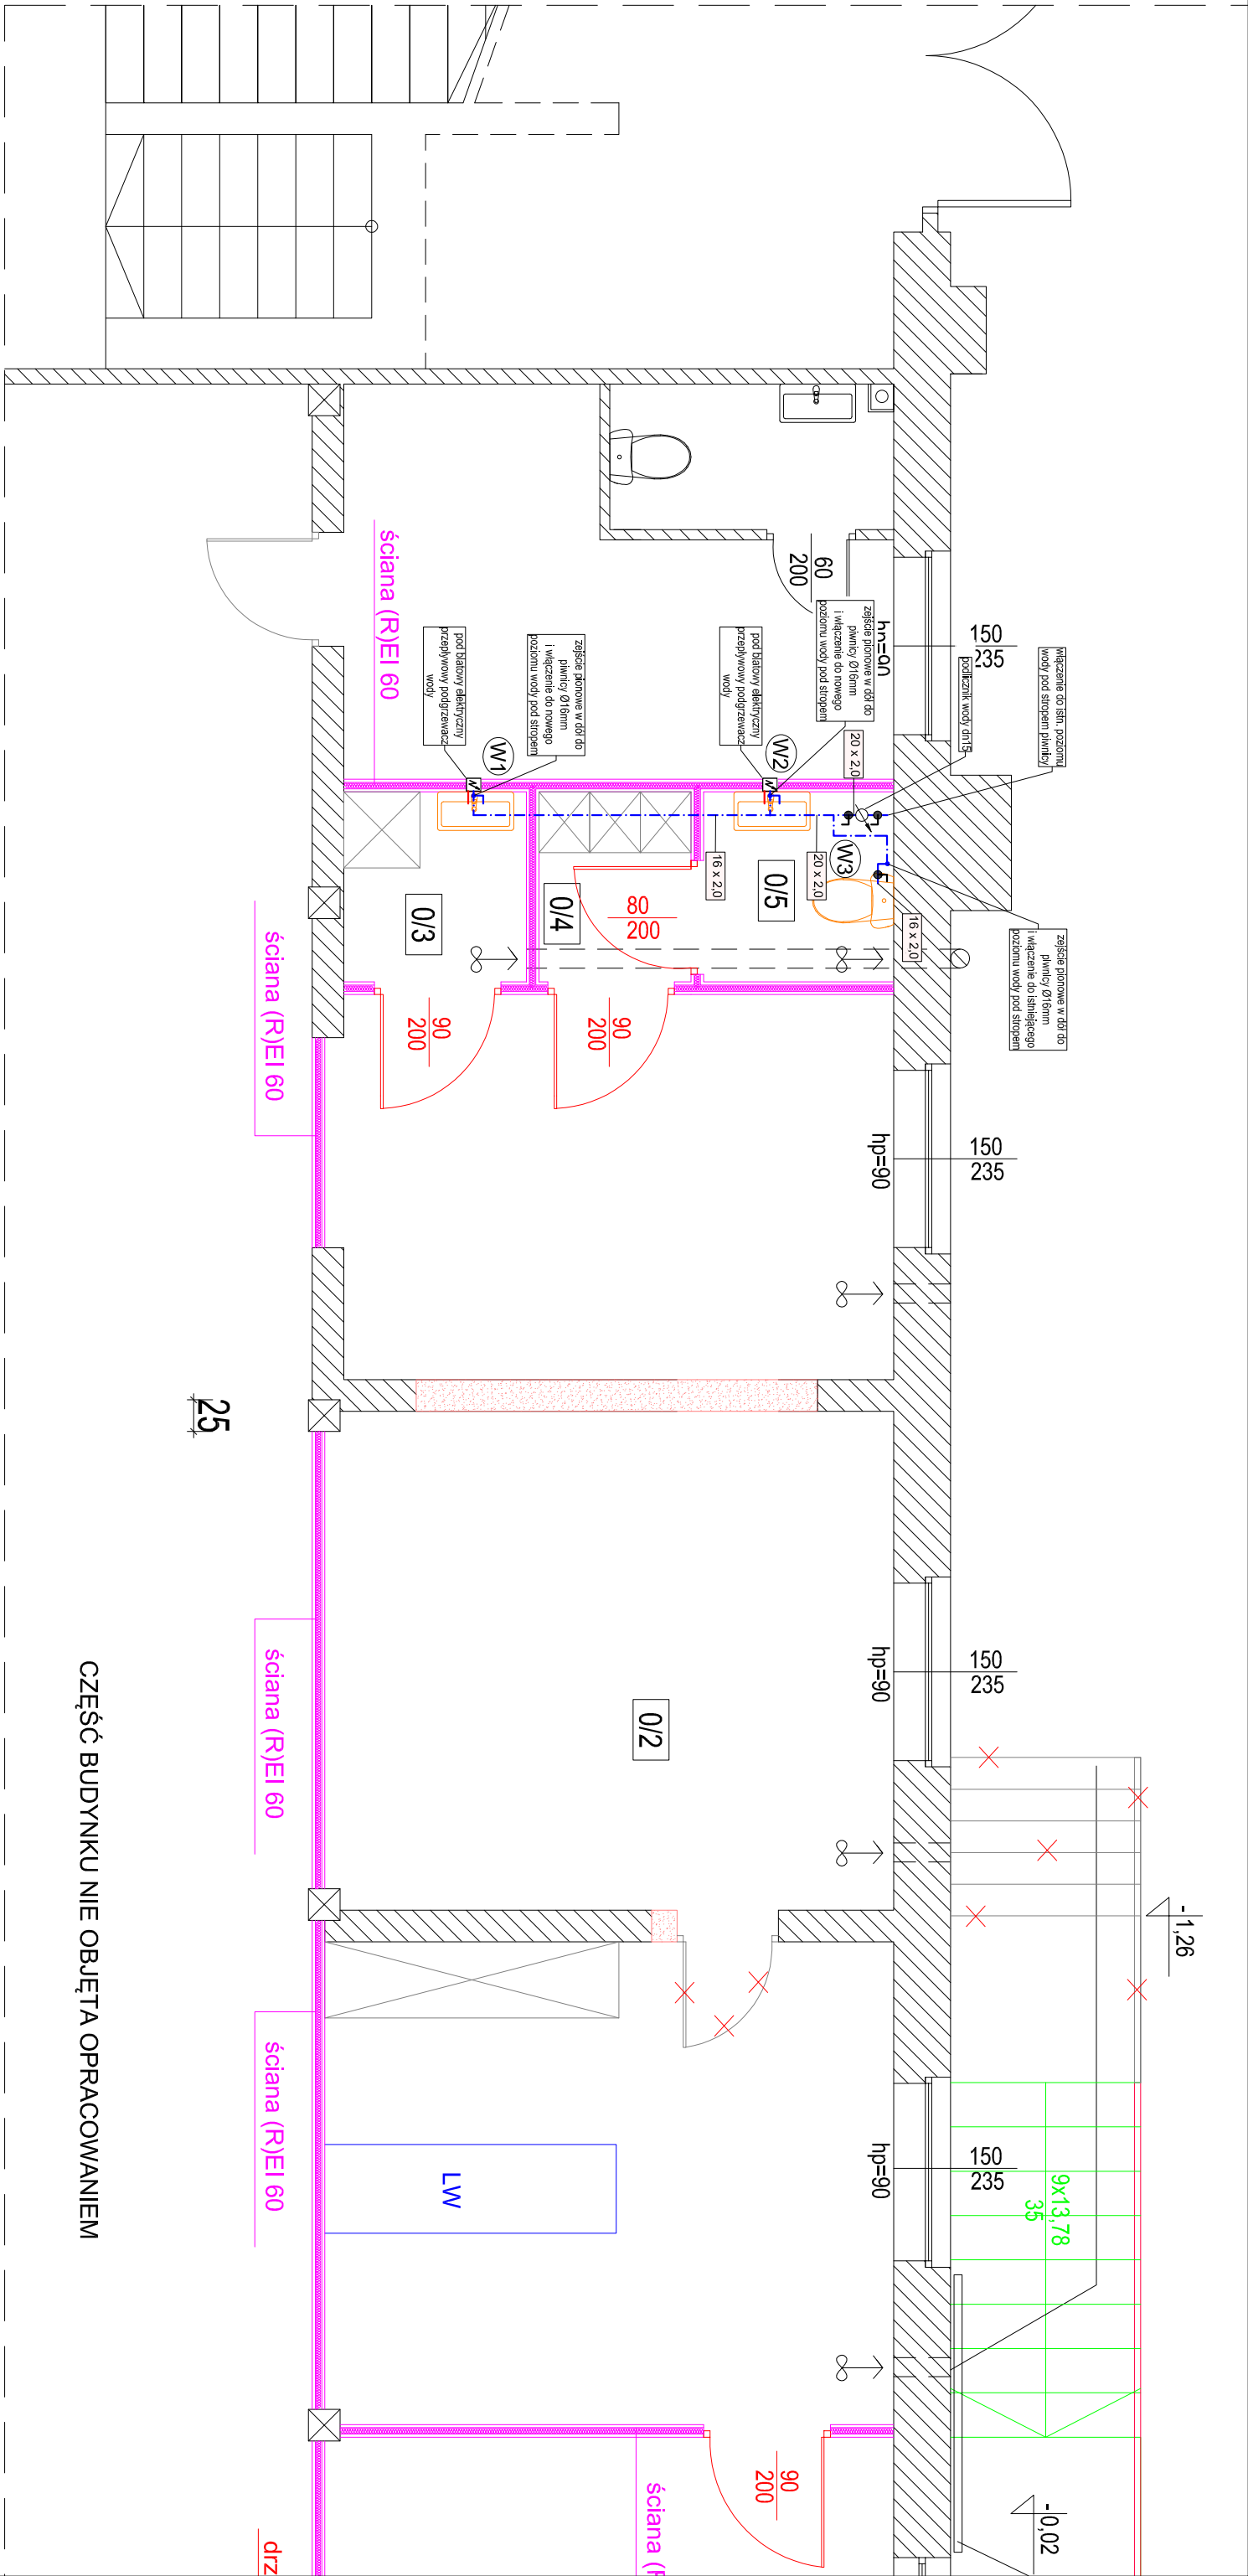 włączenie do istn. poziomu
wody pod stropem piwnicy
podlicznik wody dn15
150
235
hp=90
60
200
zejście pionowe w dół do
piwnicy Ø16mm
i włączenie do nowego
poziomu wody pod stropem
20 x 2,0
W2
pod blatowy elektryczny
przepływowy podgrzewacz
wody
zejście pionowe w dół do
piwnicy Ø16mm
i włączenie do nowego
poziomu wody pod stropem
W1
pod blatowy elektryczny
przepływowy podgrzewacz
wody
ściana (R)EI 60
W3
20 x 2,0
16 x 2,0
16 x 2,0
0/5
0/4
0/3
80
200
zejście pionowe w dół do
piwnicy Ø16mm
i włączenie do istniejącego
poziomu wody pod stropem
90
200
90
200
ściana (R)EI 60
150
235
hp=90
25
150
235
hp=90
0/2
ściana (R)EI 60
CZĘŚĆ BUDYNKU NIE OBJĘTA OPRACOWANIEM
- 1,26
150
235
hp=90
9x13,78
35
LW
ściana (R)EI 60
90
200
- 0,02
ściana (R
drz